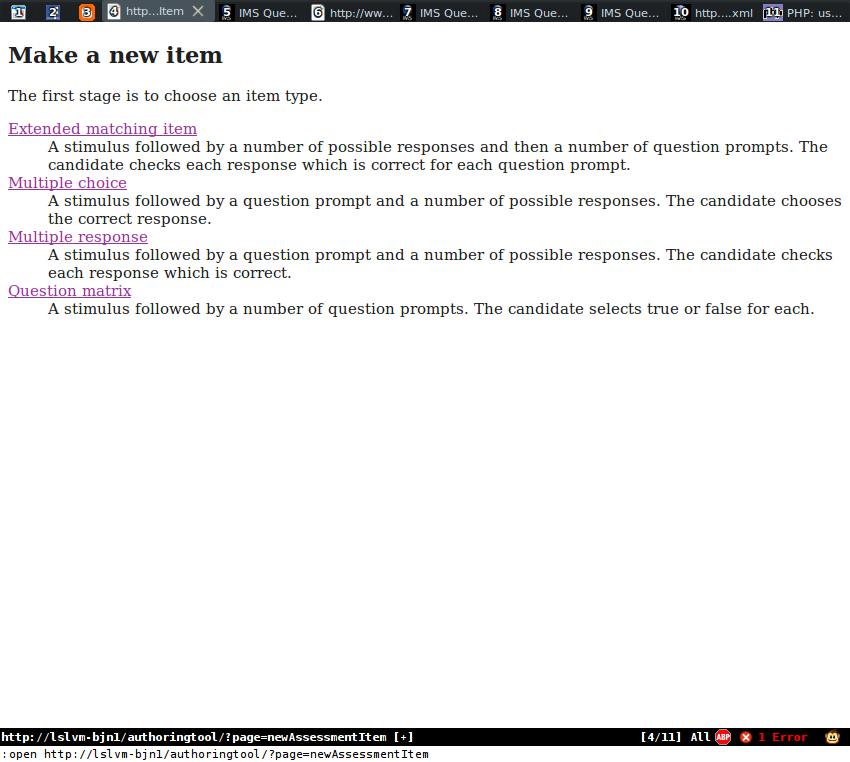 1 2 3 4 http...Item 5 IMS Que... 6 http://ww... 7 IMS Que... 8 IMS Que... 9 IMS Que... 10 http....xml 11 PHP: us...
Make a new item
The first stage is to choose an item type.
Extended matching item
A stimulus followed by a number of possible responses and then a number of question prompts. The
candidate checks each response which is correct for each question prompt.
Multiple choice
A stimulus followed by a question prompt and a number of possible responses. The candidate chooses
the correct response.
Multiple response
A stimulus followed by a question prompt and a number of possible responses. The candidate checks
each response which is correct.
Question matrix
A stimulus followed by a number of question prompts. The candidate selects true or false for each.
http://lslvm-bjn1/authoringtool/?page=newAssessmentItem [+] [4/11] All ABP 1 Error
:open http://lslvm-bjn1/authoringtool/?page=newAssessmentItem